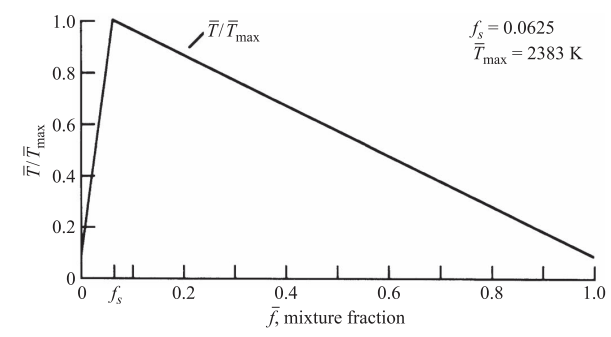 1.0
0.8
0.6
0.4
0.2
0
T̅/T̅max
T̅/T̅max
fs = 0.0625
T̅max = 2383 K
0 fs 0.2 0.4 0.6 0.8 1.0
f̅, mixture fraction